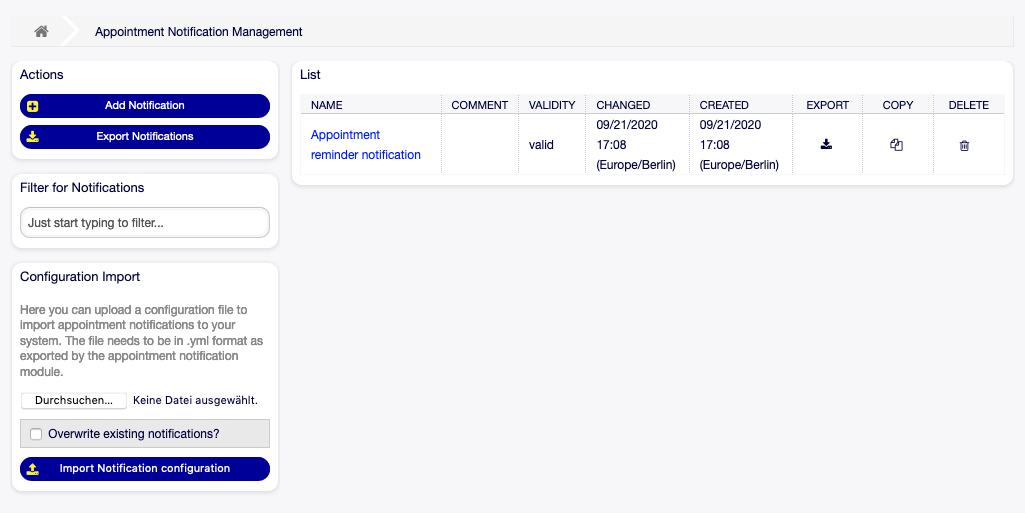 Appointment Notification Management
Actions
Add Notification
Export Notifications
Filter for Notifications
Just start typing to filter...
Configuration Import
Here you can upload a configuration file to
import appointment notifications to your
system. The file needs to be in .yml format as
exported by the appointment notification
module.
Durchsuchen... Keine Datei ausgewählt.
Overwrite existing notifications?
Import Notification configuration
List
NAME COMMENT VALIDITY CHANGED CREATED EXPORT COPY DELETE
Appointment
reminder notification
valid
09/21/2020
17:08
(Europe/Berlin)
09/21/2020
17:08
(Europe/Berlin)